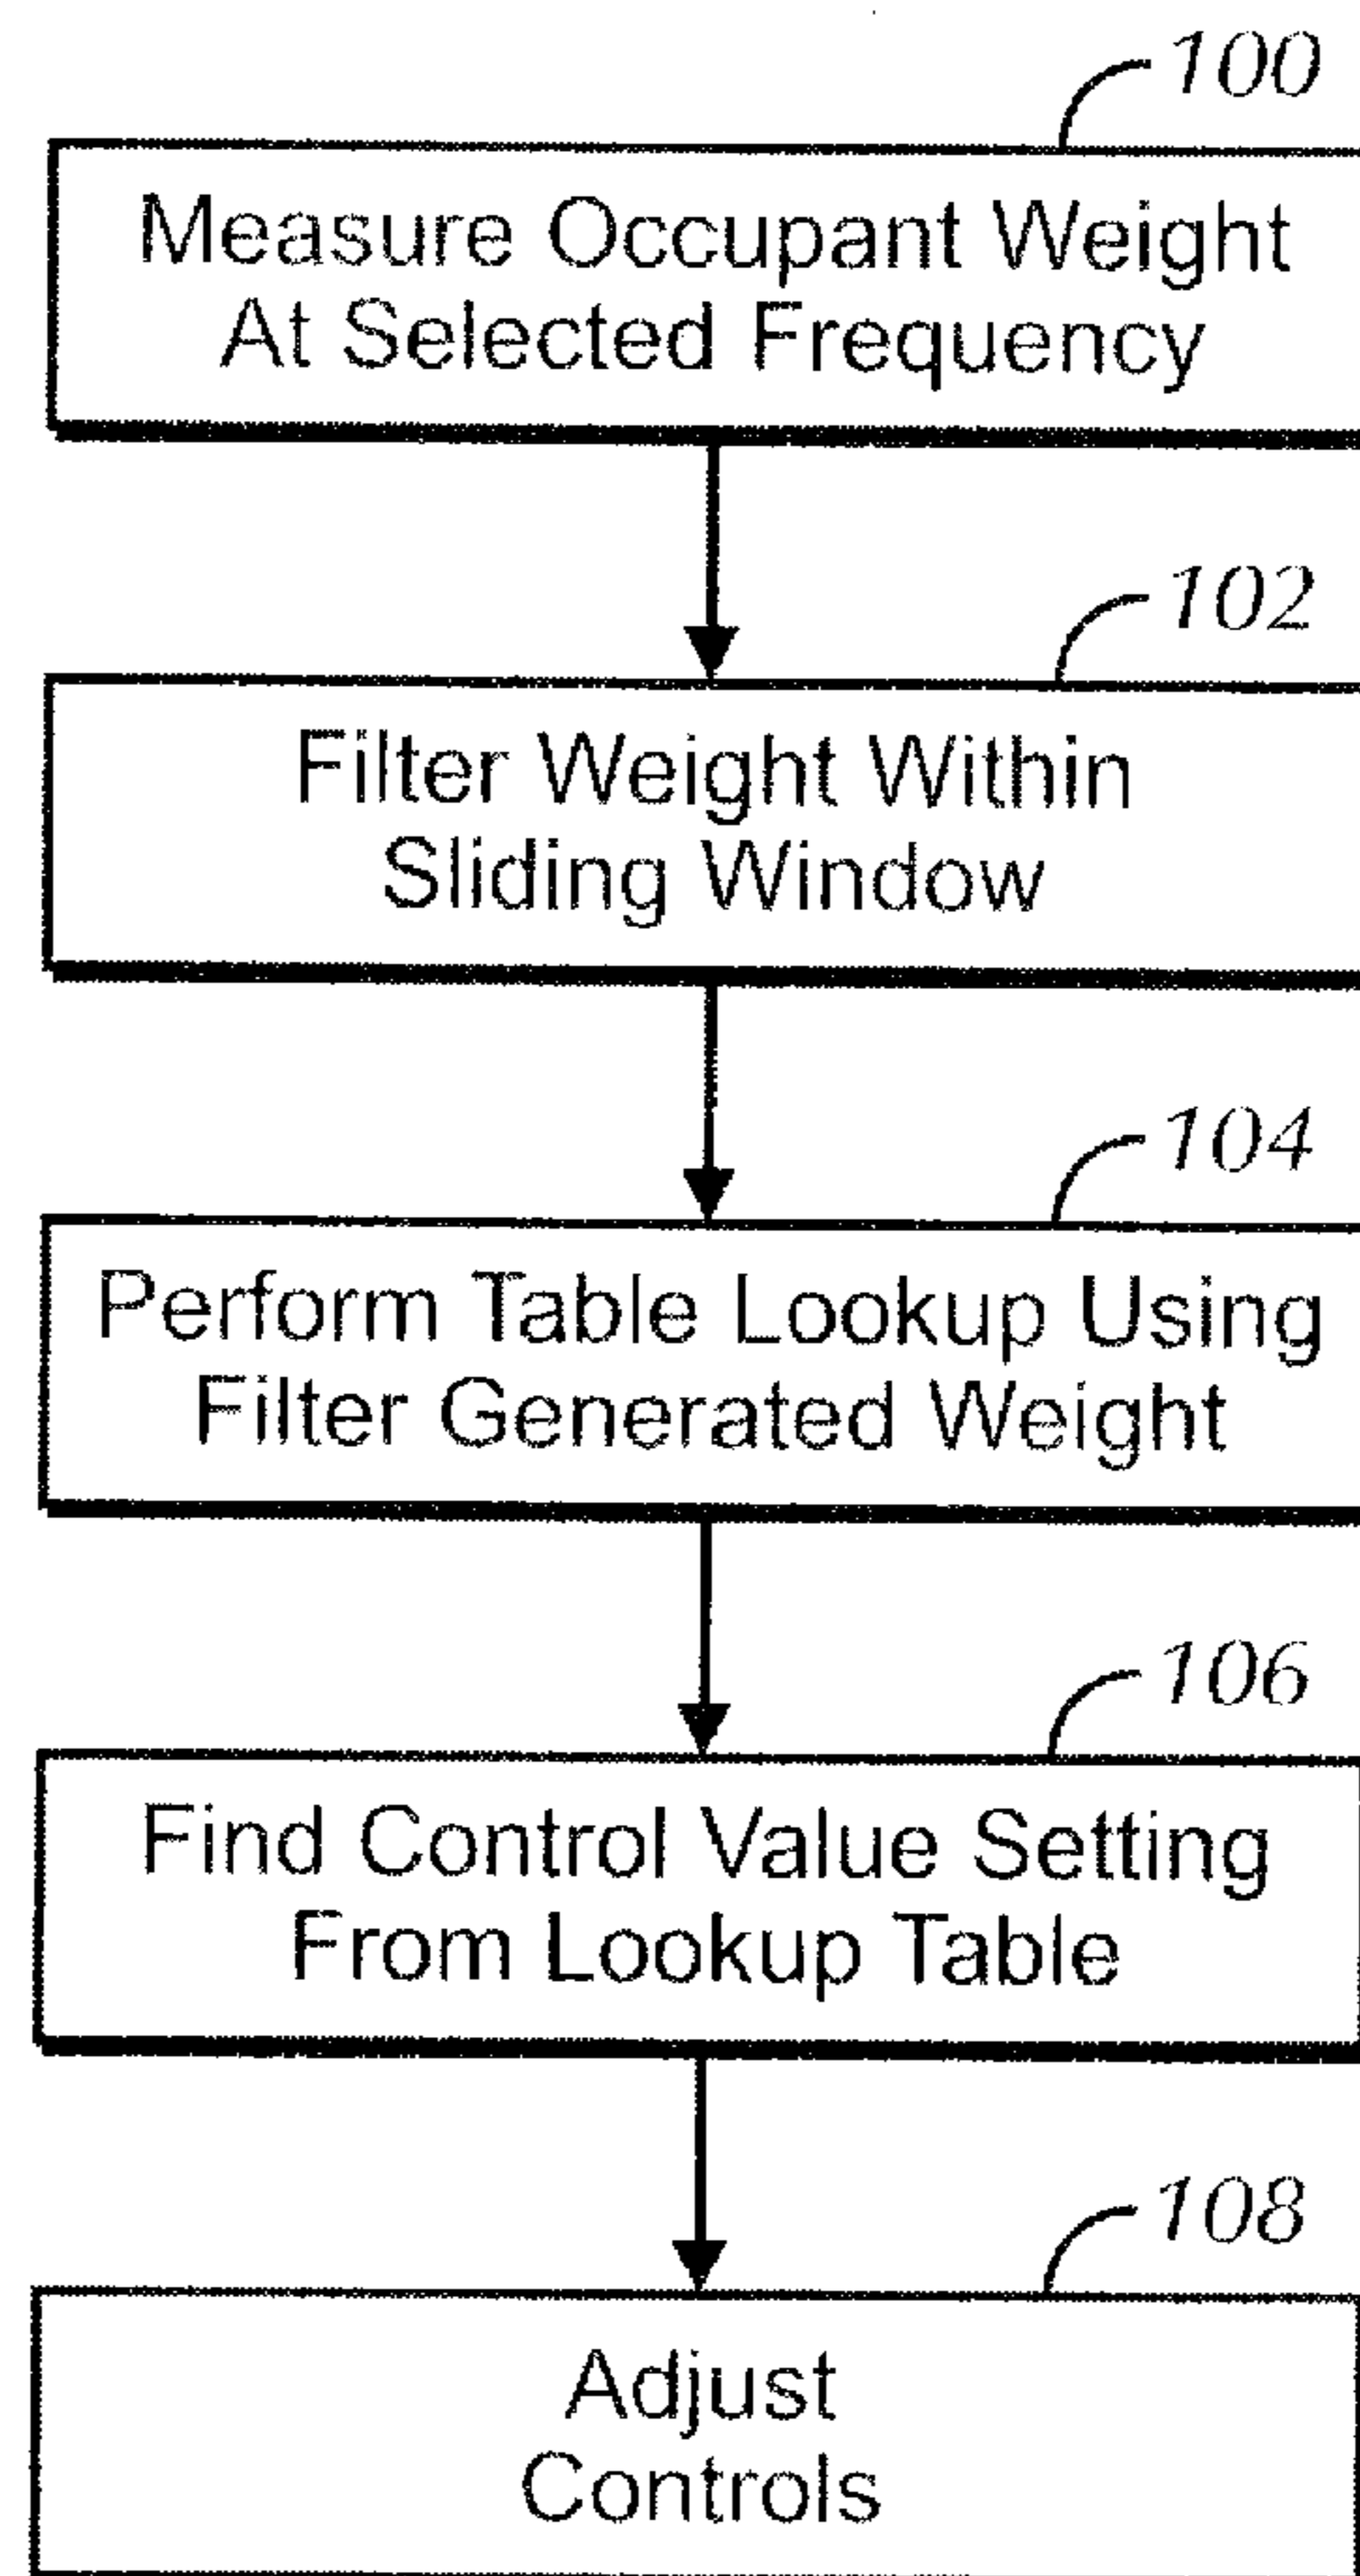 100
Measure Occupant Weight
At Selected Frequency
102
Filter Weight Within
Sliding Window
104
Perform Table Lookup Using
Filter Generated Weight
106
Find Control Value Setting
From Lookup Table
108
Adjust
Controls